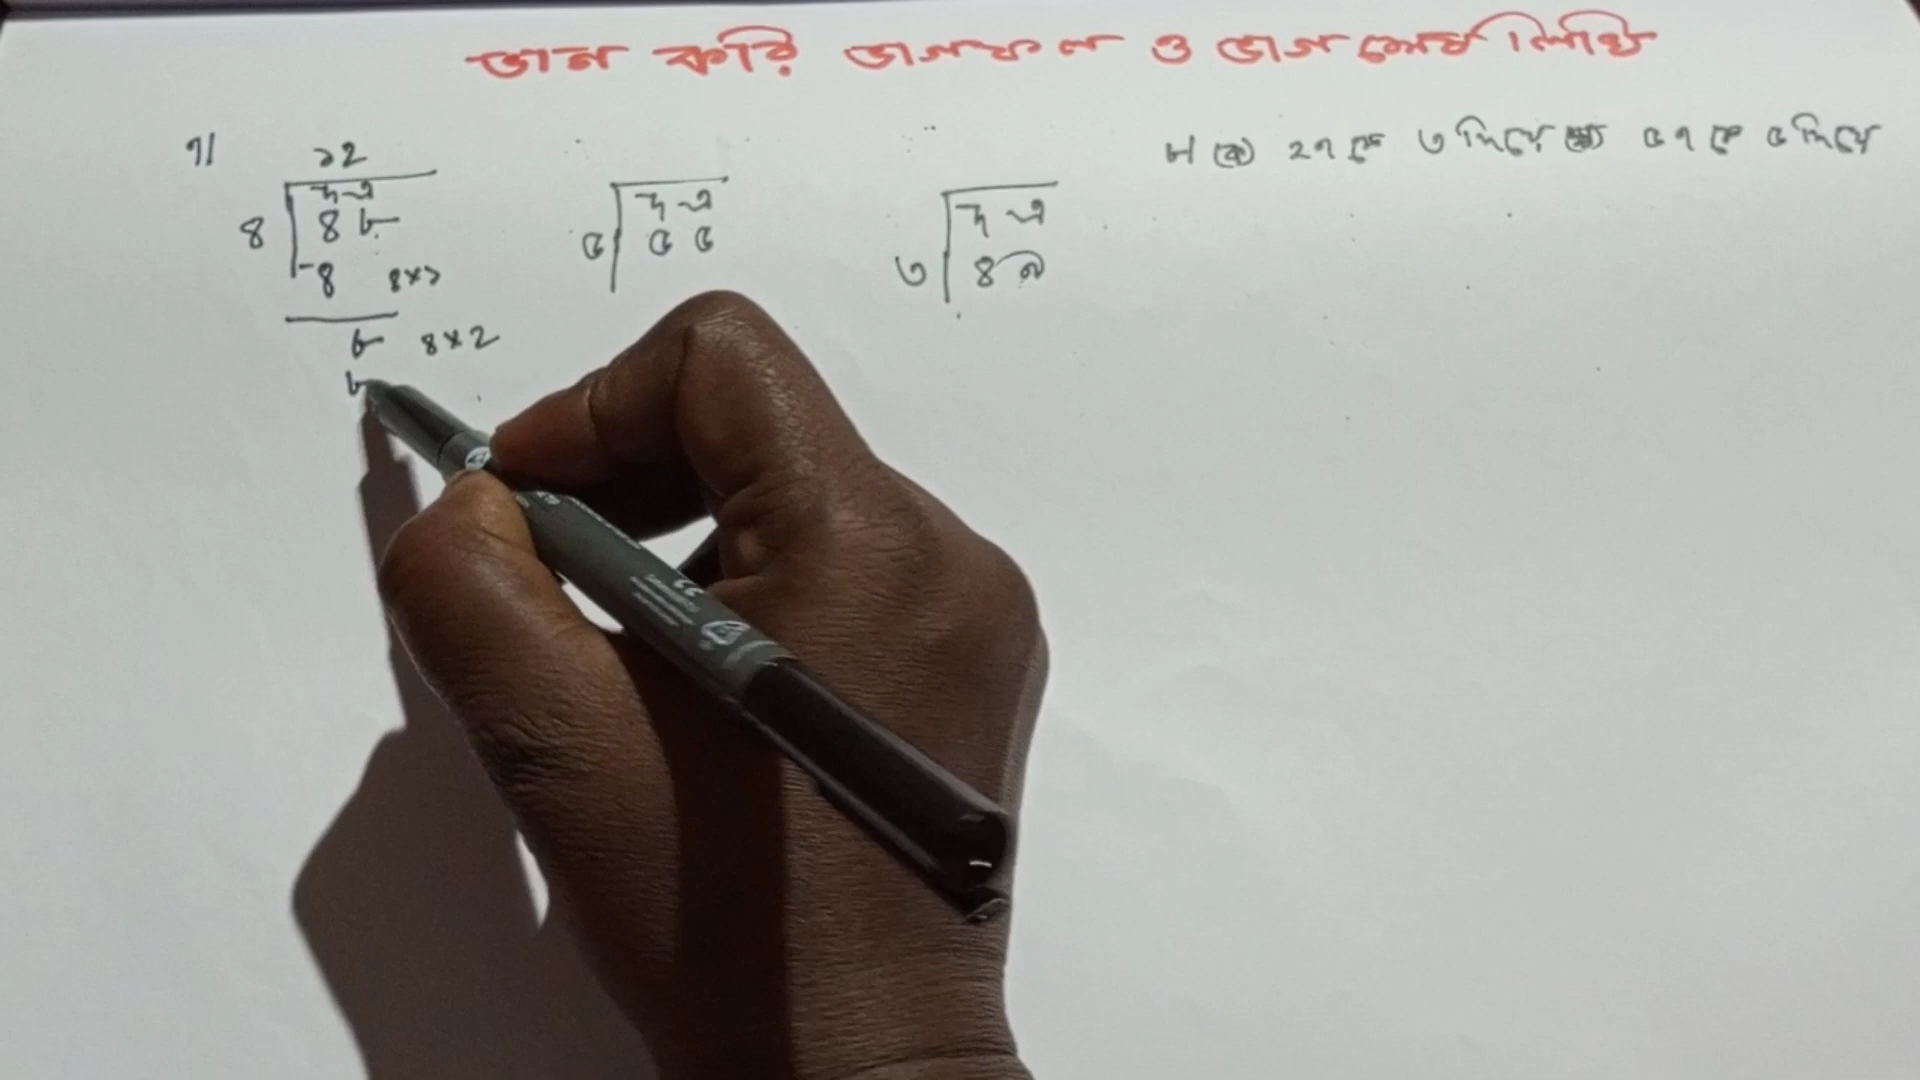 ভাগ করি ভাগফল ও ভাগশেষ লিখি
৭।
১২
দ এ
৪ ৪৮
-৪ ৪×১
৮ ৪×২
৮
দ এ
৫ ৫৫
দ এ
৩ ৪৯
৮। (ক) ২৭ কে ৩ দিয়ে ৫৭ কে ৫ দিয়ে